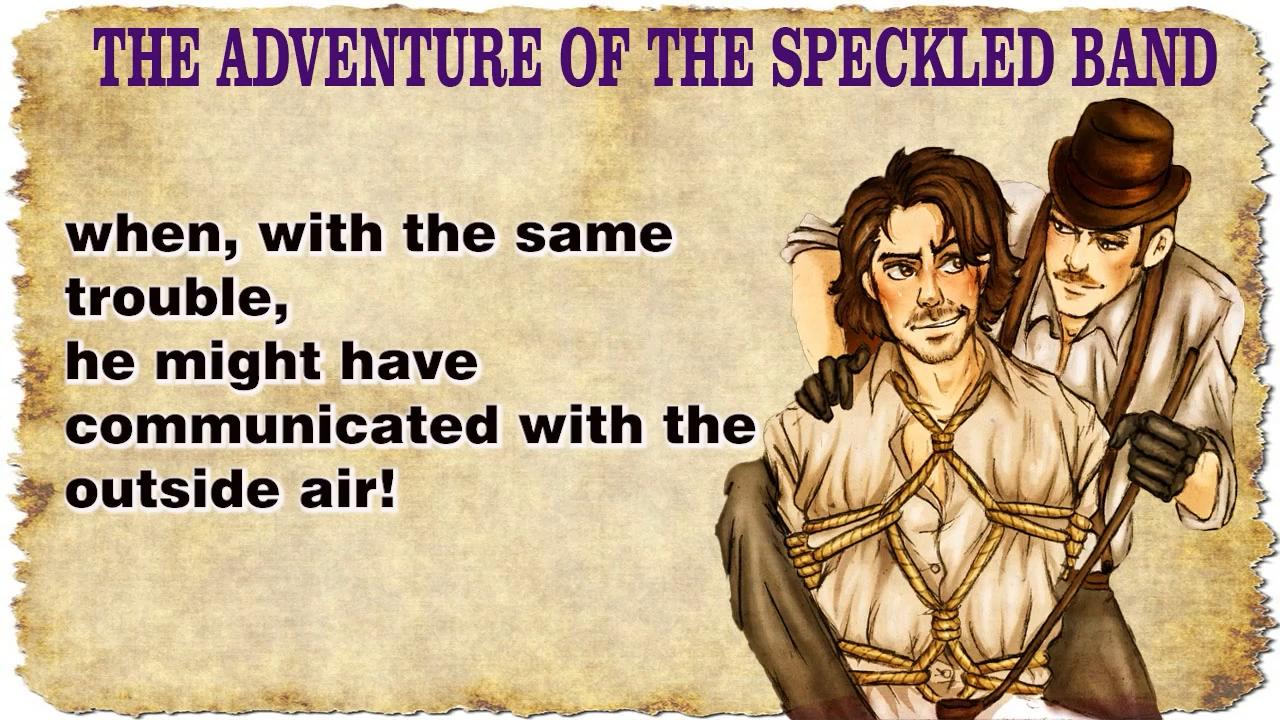 THE ADVENTURE OF THE SPECKLED BAND
when, with the same
trouble,
he might have
communicated with the
outside air!